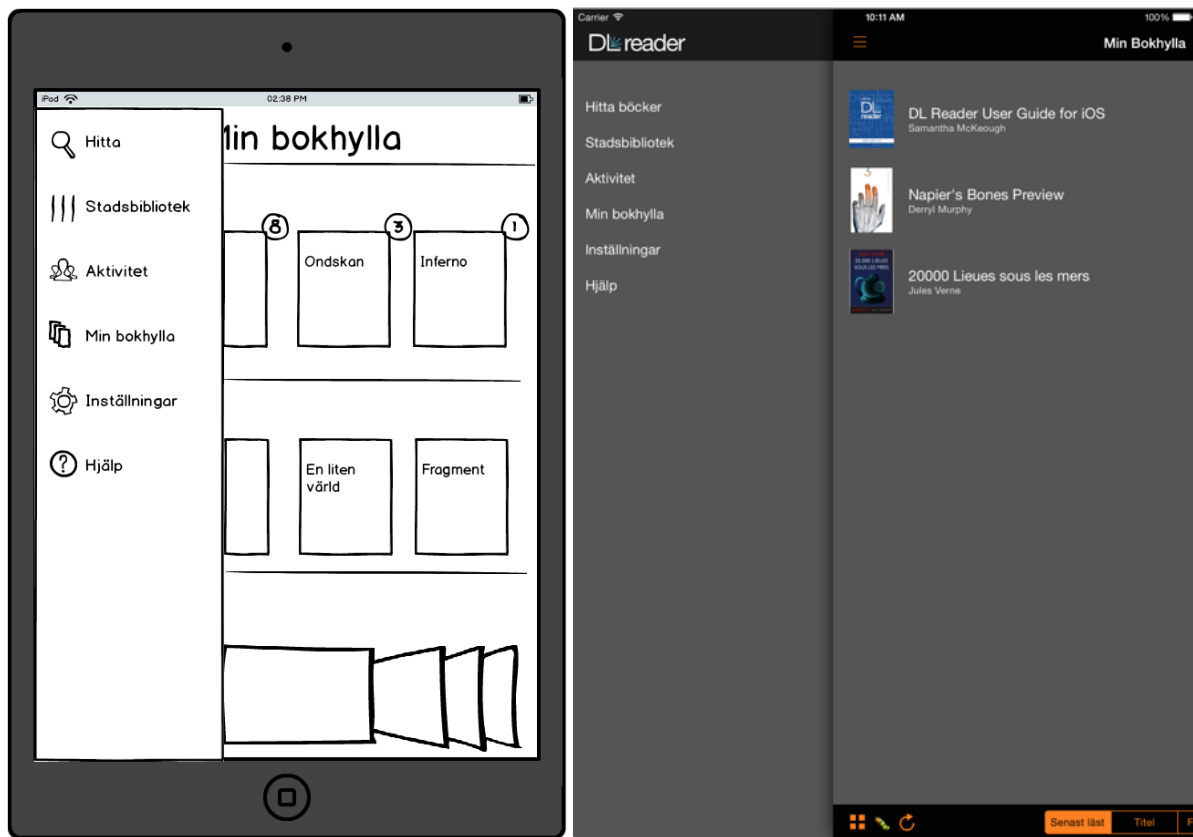 iPod
02:38 PM
Min bokhylla
Hitta
Stadsbibliotek
Aktivitet
Min bokhylla
Inställningar
Hjälp
8
3
1
Ondskan
Inferno
En liten
värld
Fragment
Carrier
10:11 AM
100%
DL reader
Min Bokhylla
Hitta böcker
Stadsbibliotek
Aktivitet
Min bokhylla
Inställningar
Hjälp
DL
reader
DL Reader User Guide for iOS
Samantha McKeough
3
Napier's Bones Preview
Derryl Murphy
20000 Lieues sous les mers
Jules Verne
Senast läst
Titel
F